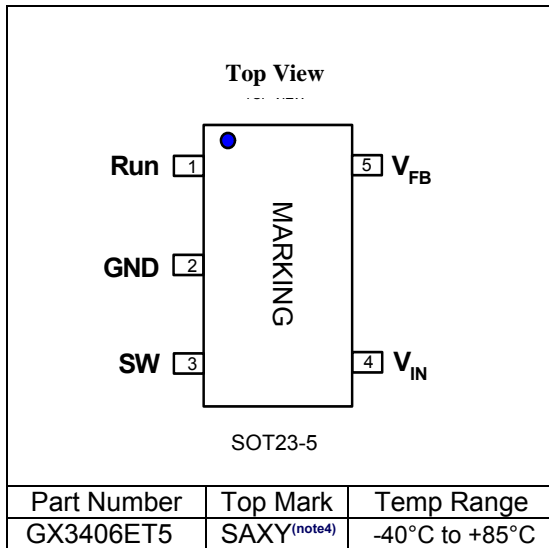 Top View
Run 1 5 VFB
MARKING
GND 2
SW 3 4 VIN
SOT23-5
Part Number Top Mark Temp Range
GX3406ET5 SAXY(note4) -40°C to +85°C